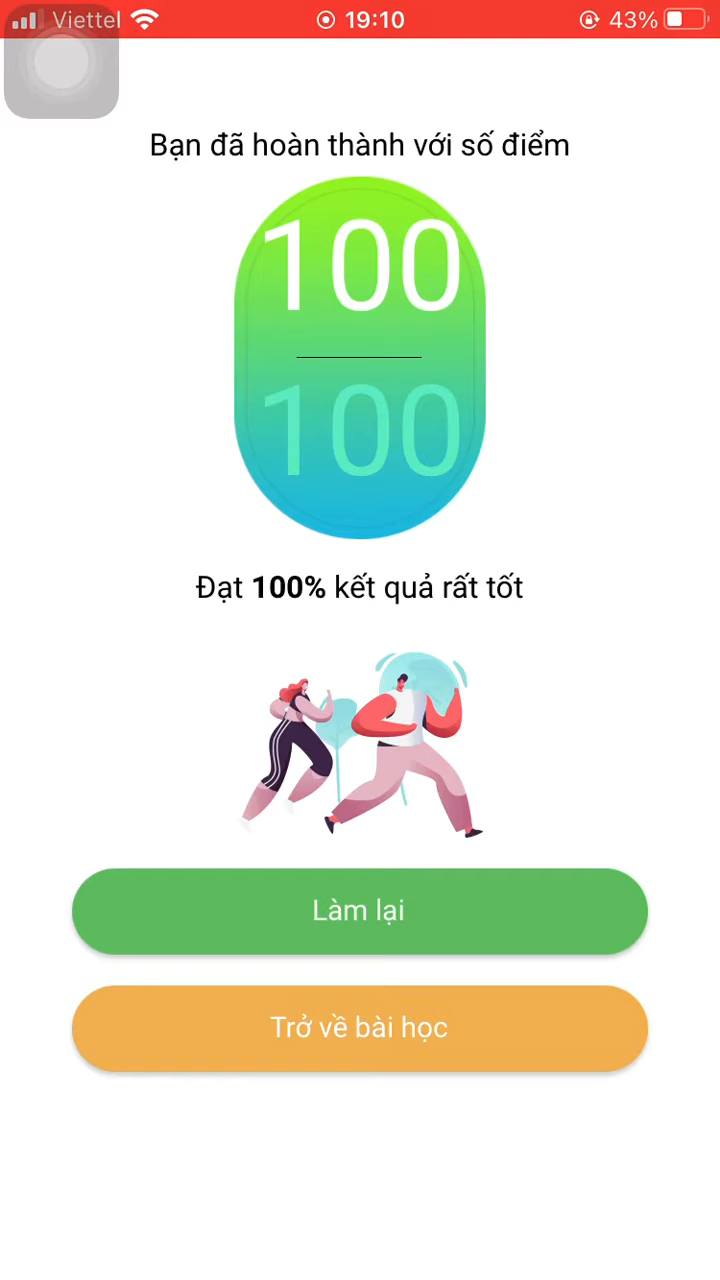 Viettel 19:10 43%
Bạn đã hoàn thành với số điểm
100
100
Đạt 100% kết quả rất tốt
Làm lại
Trở về bài học